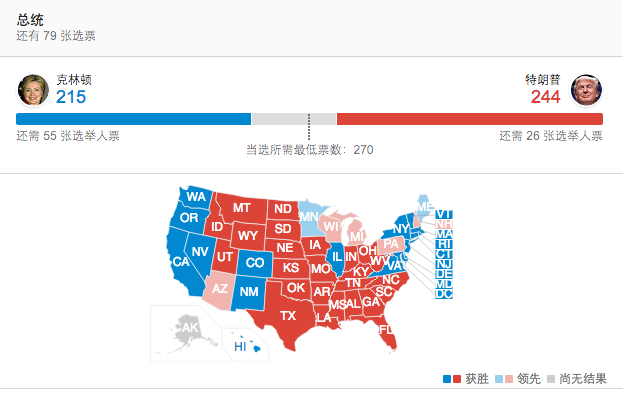 总统
还有 79 张选票
克林顿
215
特朗普
244
还需 55 张选举人票
还需 26 张选举人票
当选所需最低票数：270
WA
OR
CA
NV
ID
UT
AZ
MT
WY
CO
NM
ND
SD
NE
KS
OK
TX
MN
IA
MO
AR
LA
WI
IL
MS
MI
IN
KY
TN
AL
OH
WV
GA
FL
SC
NC
VA
PA
NY
ME
VT
NH
MA
RI
CT
NJ
DE
MD
DC
AK
HI
获胜
领先
尚无结果